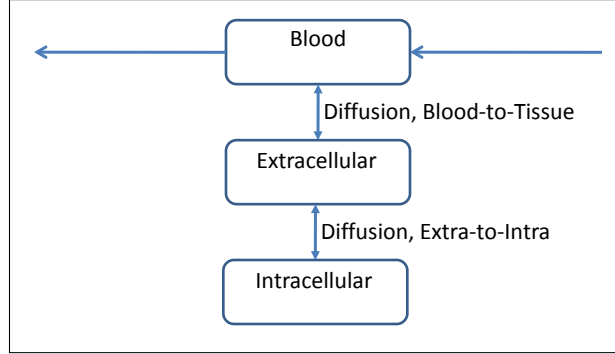 Blood
Diffusion, Blood-to-Tissue
Extracellular
Diffusion, Extra-to-Intra
Intracellular